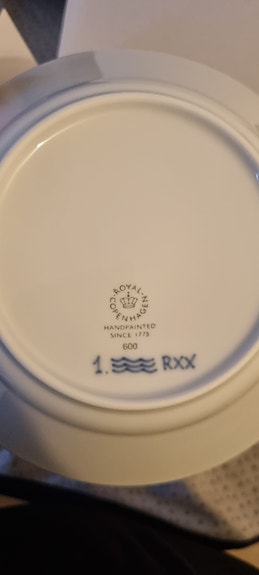 ROYAL COPENHAGEN
HANDPAINTED
SINCE 1775
600
1. RXX